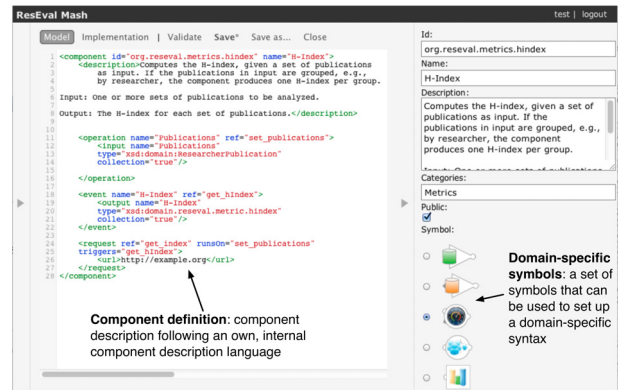 ResEval Mash
test | logout
Model Implementation | Validate Save* Save as... Close
1 <component id="org.reseval.metrics.hindex" name="H-Index">
2 <description>Computes the H-index, given a set of publications
3 as input. If the publications in input are grouped, e.g.,
4 by researcher, the component produces one H-index per group.
5
6 Input: One or more sets of publications to be analyzed.
7
8 Output: The H-index for each set of publications.</description>
9
10
11 <operation name="Publications" ref="set_publications">
12 <input name="Publications"
13 type="xsd:domain:ResearcherPublication"
14 collection="true"/>
15
16 </operation>
17
18 <event name="H-Index" ref="get_hIndex">
19 <output name="H-Index"
20 type="xsd:domain.reseval.metric.hindex"
21 collection="true"/>
22 </event>
23
24 <request ref="get_index" runsOn="set_publications"
25 triggers="get_hIndex">
26 <url>http://example.org</url>
27 </request>
28 </component>
Component definition: component
description following an own, internal
component description language
Id:
org.reseval.metrics.hindex
Name:
H-Index
Description:
Computes the H-index, given a set of
publications as input. If the
publications in input are grouped, e.g.,
by researcher, the component
produces one H-index per group.
Input: One or more sets of publications
Categories:
Metrics
Public:
Symbol:
Domain-specific
symbols: a set of
symbols that can
be used to set up
a domain-specific
syntax